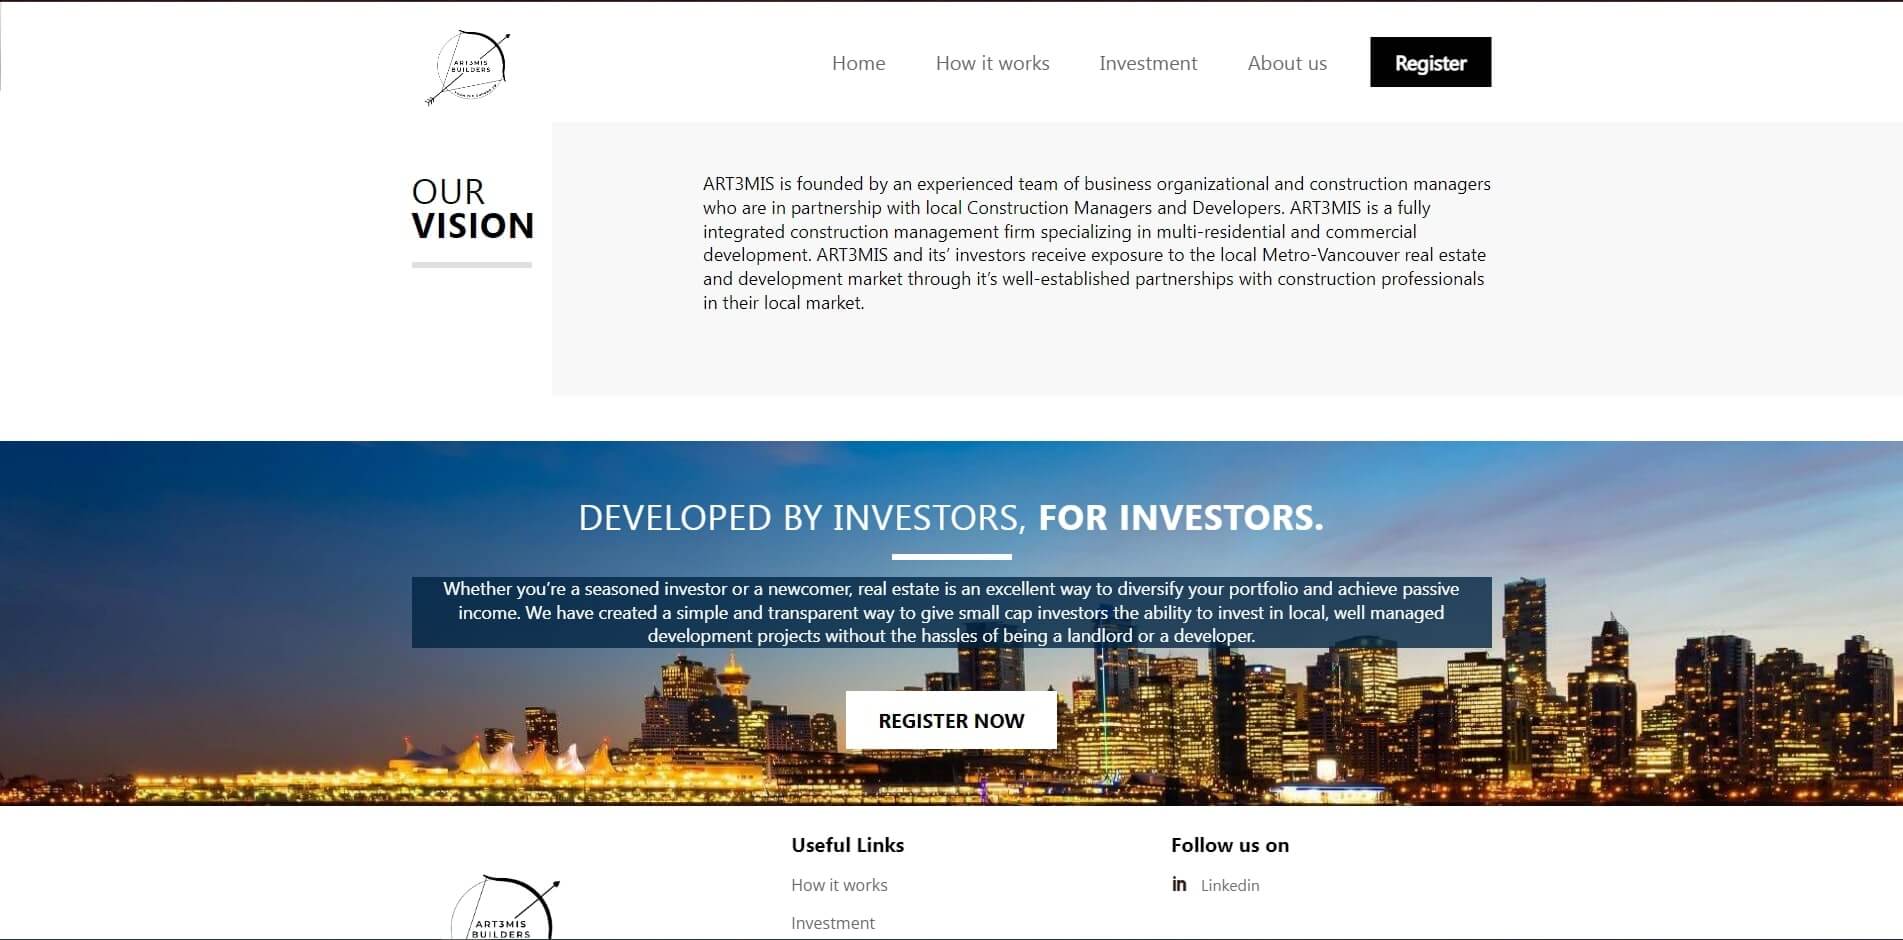 ART3MIS
BUILDERS
Home
How it works
Investment
About us
Register
OUR
VISION
ART3MIS is founded by an experienced team of business organizational and construction managers
who are in partnership with local Construction Managers and Developers. ART3MIS is a fully
integrated construction management firm specializing in multi-residential and commercial
development. ART3MIS and its’ investors receive exposure to the local Metro-Vancouver real estate
and development market through it’s well-established partnerships with construction professionals
in their local market.
DEVELOPED BY INVESTORS, FOR INVESTORS.
Whether you’re a seasoned investor or a newcomer, real estate is an excellent way to diversify your portfolio and achieve passive
income. We have created a simple and transparent way to give small cap investors the ability to invest in local, well managed
development projects without the hassles of being a landlord or a developer.
REGISTER NOW
ART3MIS
BUILDERS
Useful Links
How it works
Investment
Follow us on
in Linkedin